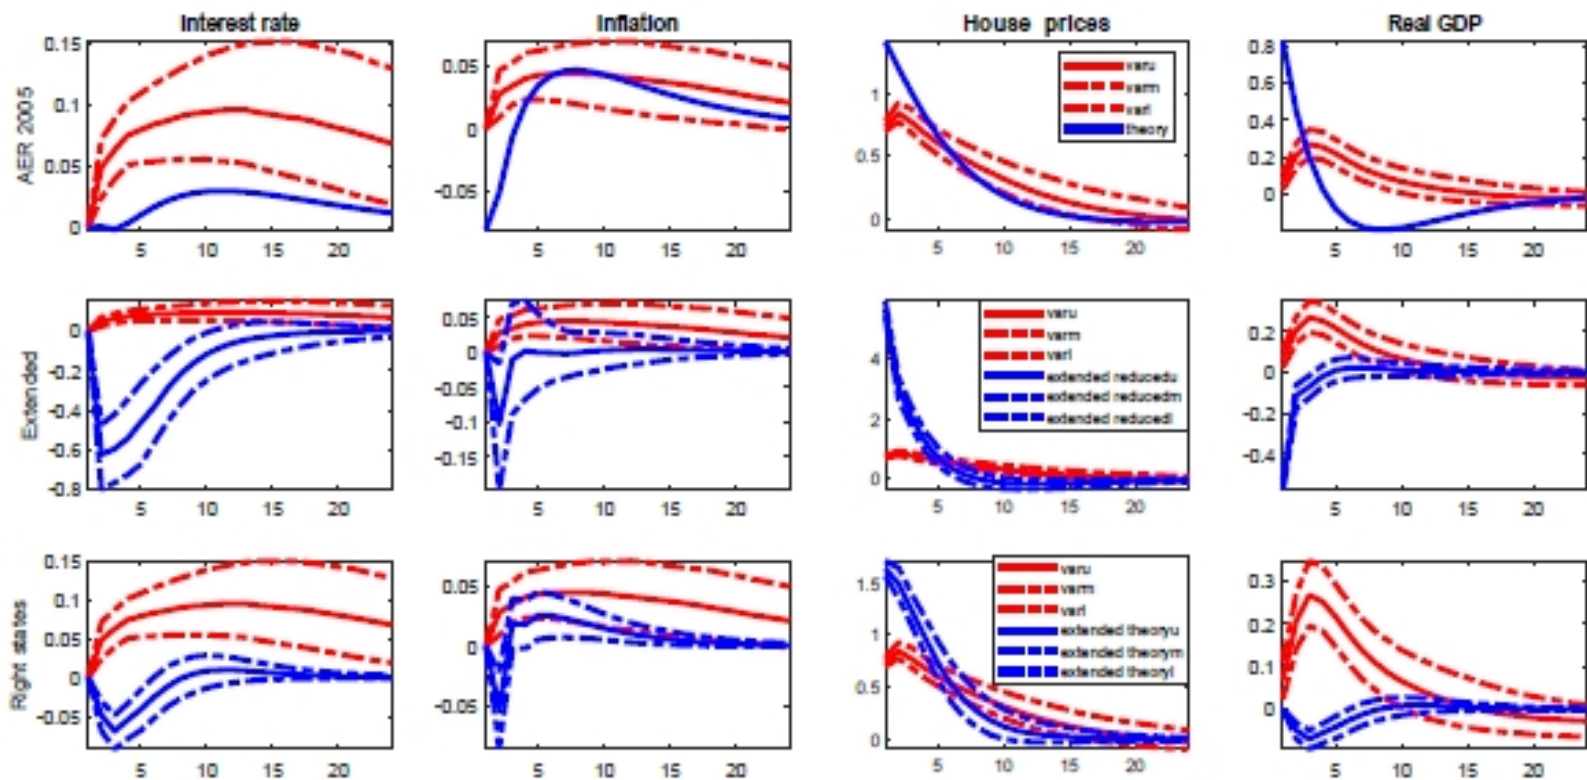 Interest rate Inflation House prices Real GDP
AER 2005
0.15
0.1
0.05
0
5 10 15 20
0.05
0
-0.05
5 10 15 20
1
0.5
0
5 10 15 20
varu
varm
varl
theory
0.8
0.6
0.4
0.2
0
5 10 15 20
Extended
0
-0.2
-0.4
-0.6
-0.8
5 10 15 20
0.05
0
-0.05
-0.1
-0.15
5 10 15 20
4
2
0
5 10 15 20
varu
varm
varl
extended reducedu
extended reducedm
extended reducedl
0.2
0
-0.2
-0.4
5 10 15 20
Right states
0.15
0.1
0.05
0
-0.05
5 10 15 20
0.05
0
-0.05
5 10 15 20
1.5
1
0.5
0
5 10 15 20
varu
varm
varl
extended theoryu
extended theorym
extended theoryl
0.3
0.2
0.1
0
5 10 15 20